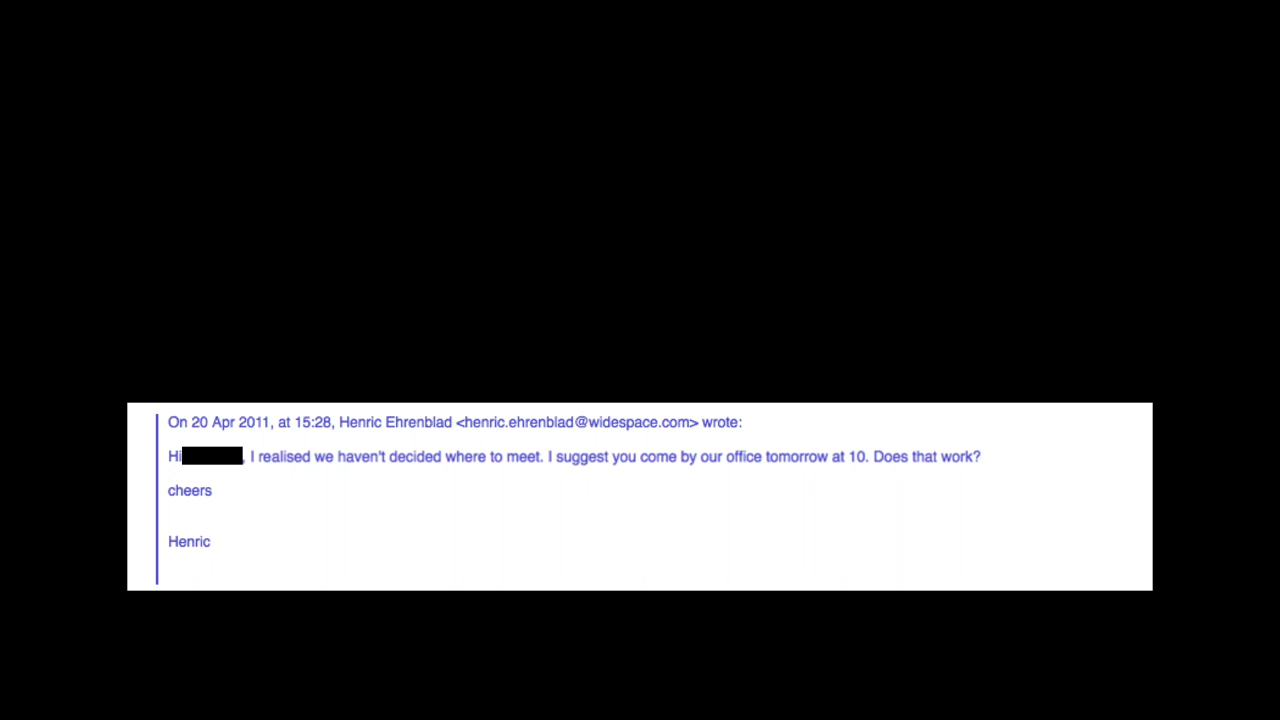 On 20 Apr 2011, at 15:28, Henric Ehrenblad <henric.ehrenblad@widespace.com> wrote:
Hi , I realised we haven't decided where to meet. I suggest you come by our office tomorrow at 10. Does that work?
cheers
Henric